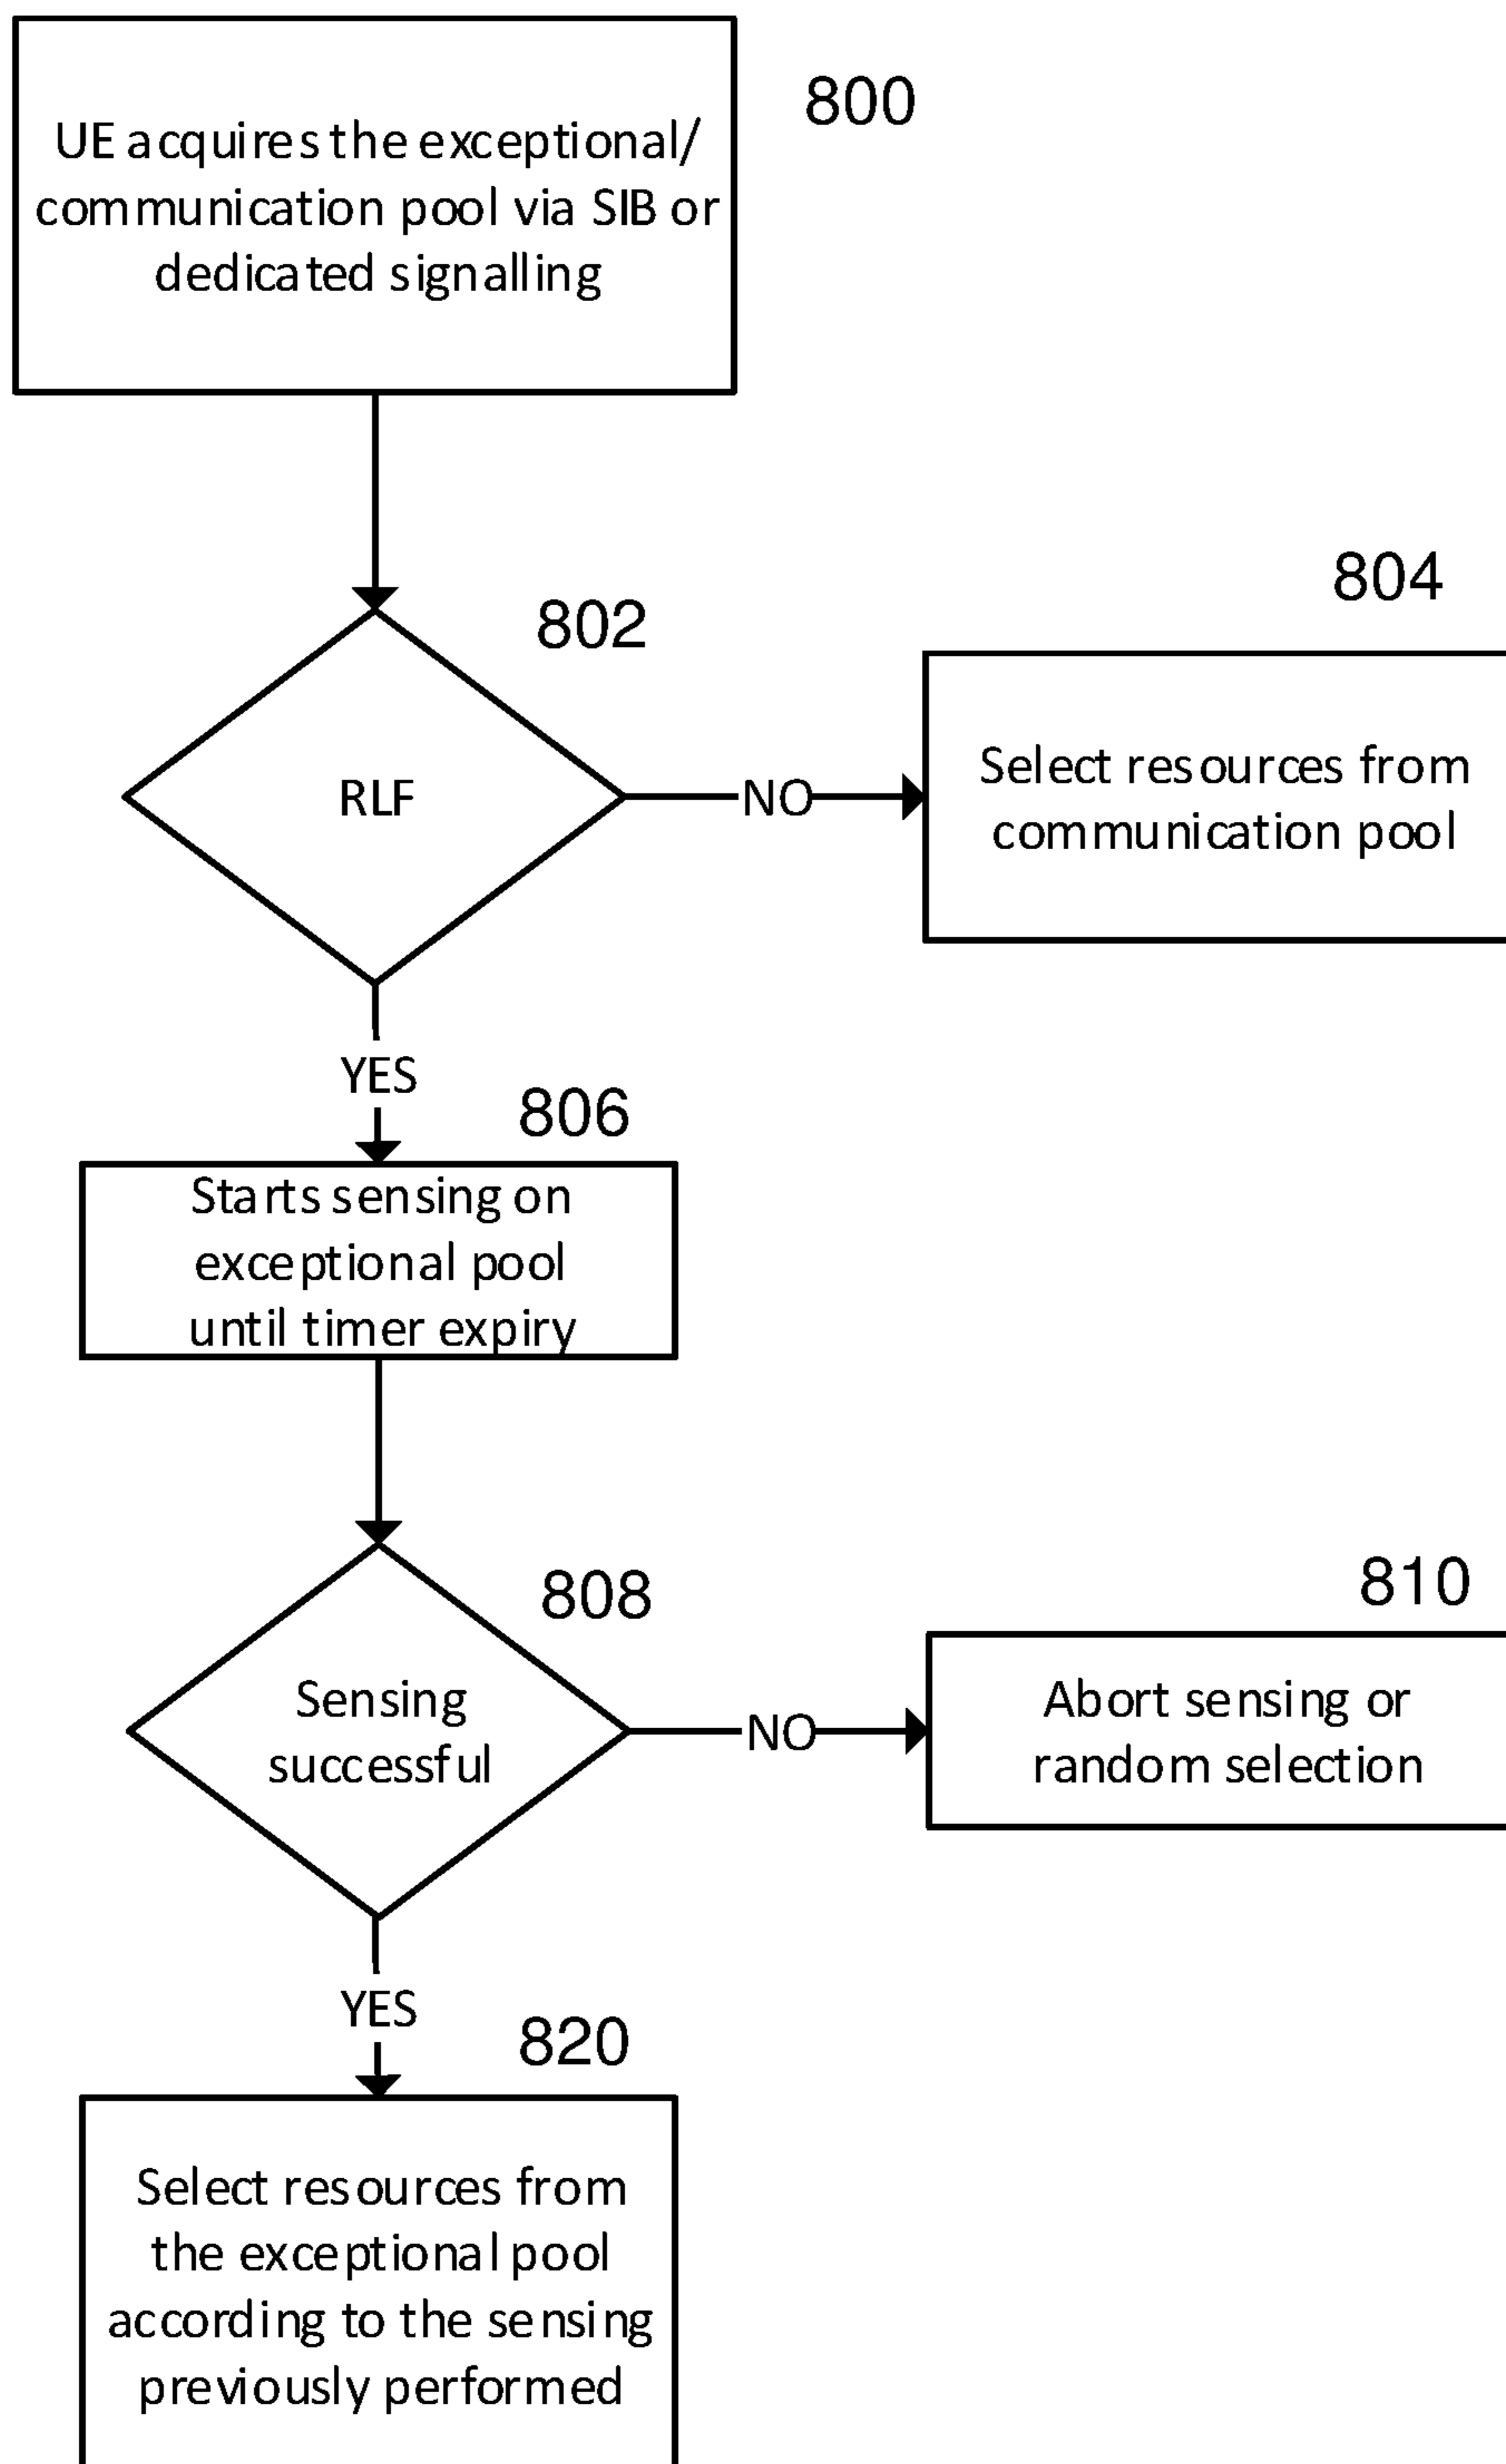 UE acquires the exceptional/
communication pool via SIB or
dedicated signalling
800
802
RLF
NO
804
Select resources from
communication pool
YES
806
Starts sensing on
exceptional pool
until timer expiry
808
Sensing
successful
NO
810
Abort sensing or
random selection
YES
820
Select resources from
the exceptional pool
according to the sensing
previously performed